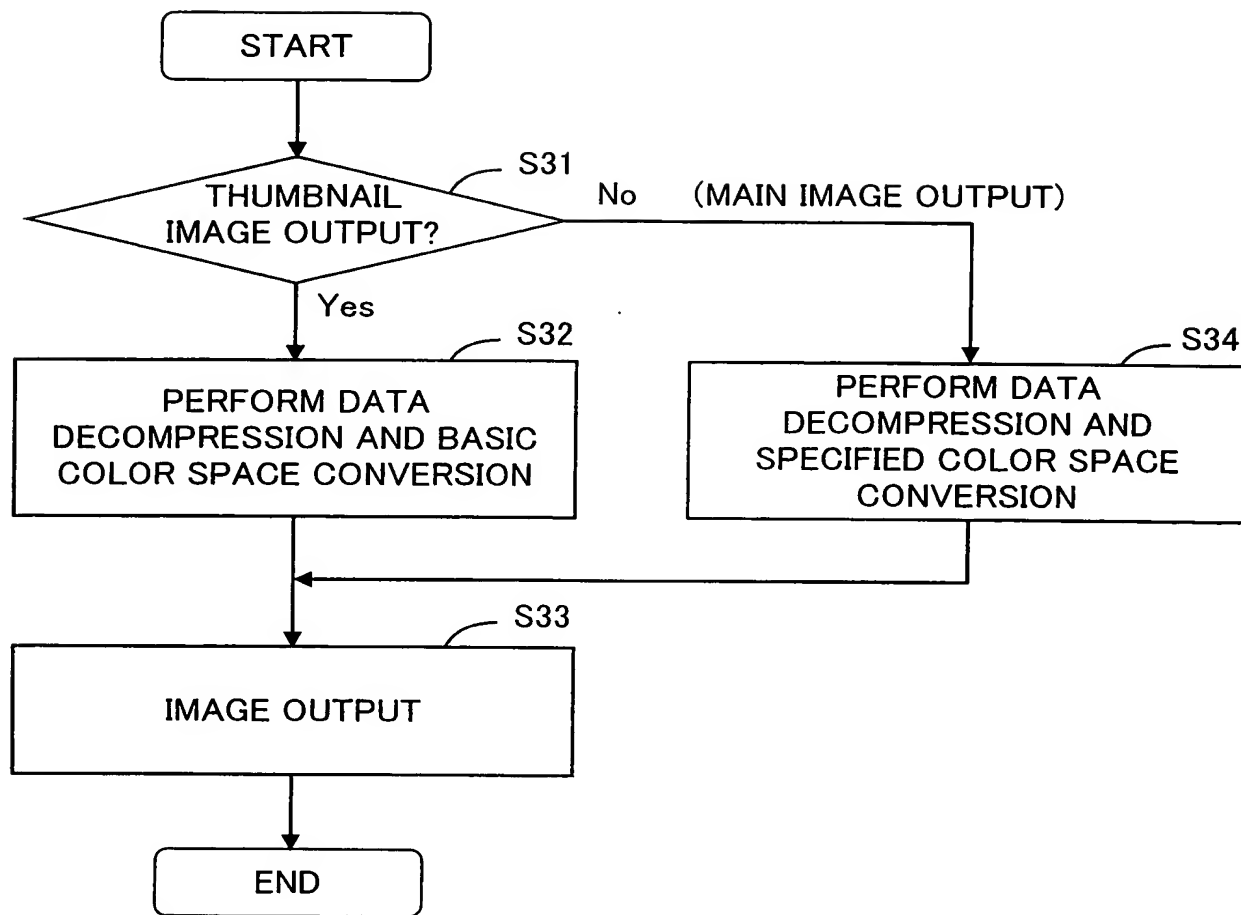 START
S31
THUMBNAIL
IMAGE OUTPUT?
No (MAIN IMAGE OUTPUT)
Yes
S32
PERFORM DATA
DECOMPRESSION AND BASIC
COLOR SPACE CONVERSION
S34
PERFORM DATA
DECOMPRESSION AND
SPECIFIED COLOR SPACE
CONVERSION
S33
IMAGE OUTPUT
END